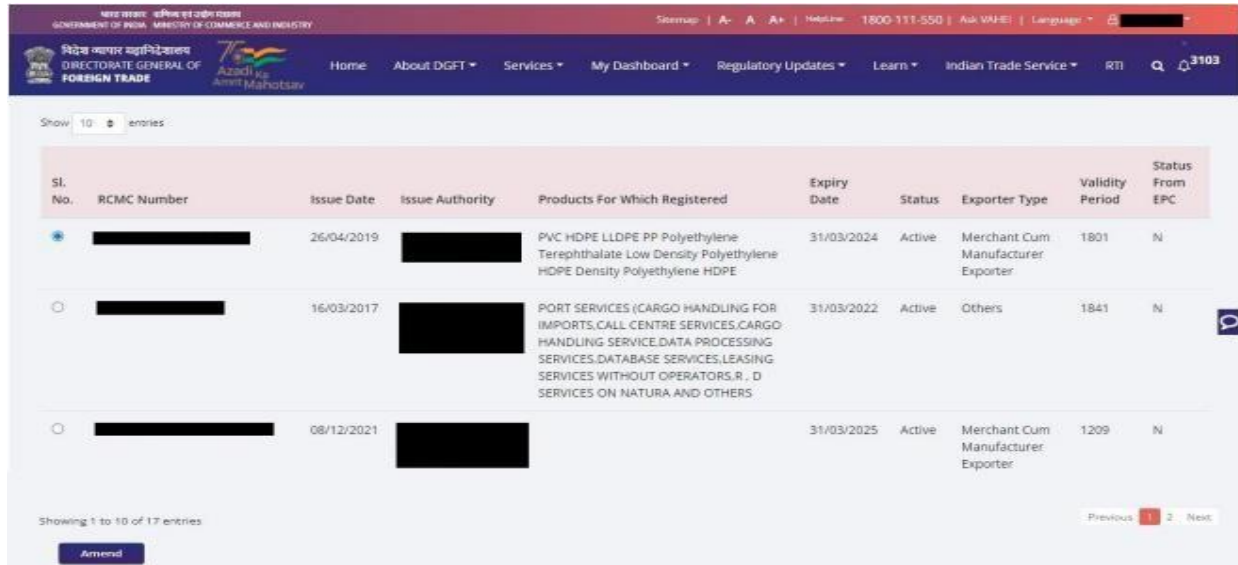 भारत सरकार वाणिज्य एवं उद्योग मंत्रालय
GOVERNMENT OF INDIA MINISTRY OF COMMERCE AND INDUSTRY
Sitemap | A- A A+ | HelpLine 1800-111-550 | Ask VAHEI | Language
विदेश व्यापार महानिदेशालय
DIRECTORATE GENERAL OF
FOREIGN TRADE
Azadi Ka
Amrit Mahotsav
Home About DGFT Services My Dashboard Regulatory Updates Learn Indian Trade Service RTI 3103
Show 10 entries
Sl. No. RCMC Number Issue Date Issue Authority Products For Which Registered Expiry Date Status Exporter Type Validity Period Status From EPC
26/04/2019 PVC HDPE LLDPE PP Polyethylene 31/03/2024 Active Merchant Cum 1801 N
Terephthalate Low Density Polyethylene Manufacturer
HDPE Density Polyethylene HDPE Exporter
16/03/2017 PORT SERVICES (CARGO HANDLING FOR 31/03/2022 Active Others 1841 N
IMPORTS,CALL CENTRE SERVICES,CARGO
HANDLING SERVICE,DATA PROCESSING
SERVICES,DATABASE SERVICES,LEASING
SERVICES WITHOUT OPERATORS,R , D
SERVICES ON NATURA AND OTHERS
08/12/2021 31/03/2025 Active Merchant Cum 1209 N
Manufacturer
Exporter
Showing 1 to 10 of 17 entries
Previous 1 2 Next
Amend